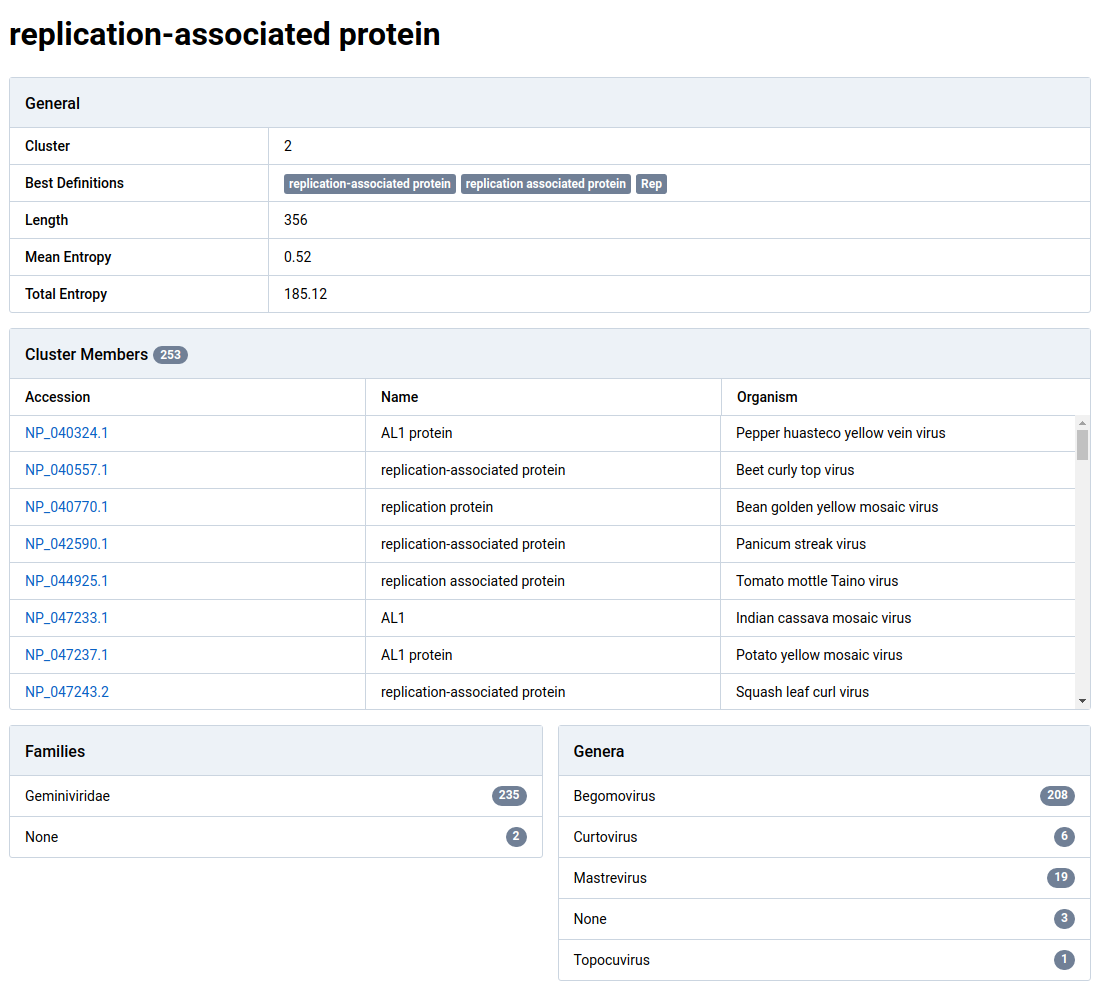 replication-associated protein
General
Cluster 2
Best Definitions replication-associated protein replication associated protein Rep
Length 356
Mean Entropy 0.52
Total Entropy 185.12
Cluster Members 253
Accession Name Organism
NP_040324.1 AL1 protein Pepper huasteco yellow vein virus
NP_040557.1 replication-associated protein Beet curly top virus
NP_040770.1 replication protein Bean golden yellow mosaic virus
NP_042590.1 replication-associated protein Panicum streak virus
NP_044925.1 replication associated protein Tomato mottle Taino virus
NP_047233.1 AL1 Indian cassava mosaic virus
NP_047237.1 AL1 protein Potato yellow mosaic virus
NP_047243.2 replication-associated protein Squash leaf curl virus
Families
Geminiviridae 235
None 2
Genera
Begomovirus 208
Curtovirus 6
Mastrevirus 19
None 3
Topocuvirus 1